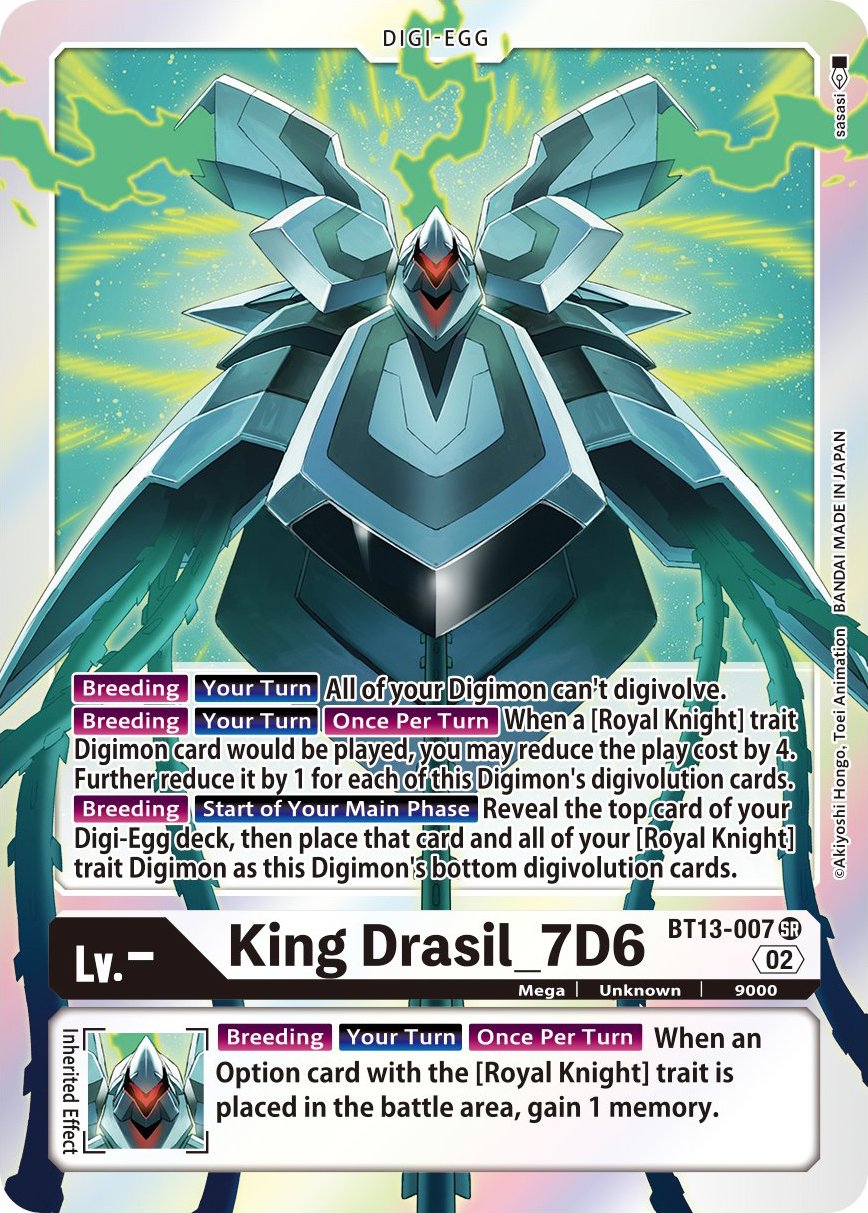 DIGI-EGG
sasasi
Breeding Your Turn All of your Digimon can't digivolve.
Breeding Your Turn Once Per Turn When a [Royal Knight] trait
Digimon card would be played, you may reduce the play cost by 4.
Further reduce it by 1 for each of this Digimon's digivolution cards.
Breeding Start of Your Main Phase Reveal the top card of your
Digi-Egg deck, then place that card and all of your [Royal Knight]
trait Digimon as this Digimon's bottom digivolution cards.
©Akiyoshi Hongo, Toei Animation BANDAI MADE IN JAPAN
Lv.-
King Drasil_7D6
BT13-007 SR
02
Mega | Unknown | 9000
Inherited Effect
Breeding Your Turn Once Per Turn When an
Option card with the [Royal Knight] trait is
placed in the battle area, gain 1 memory.